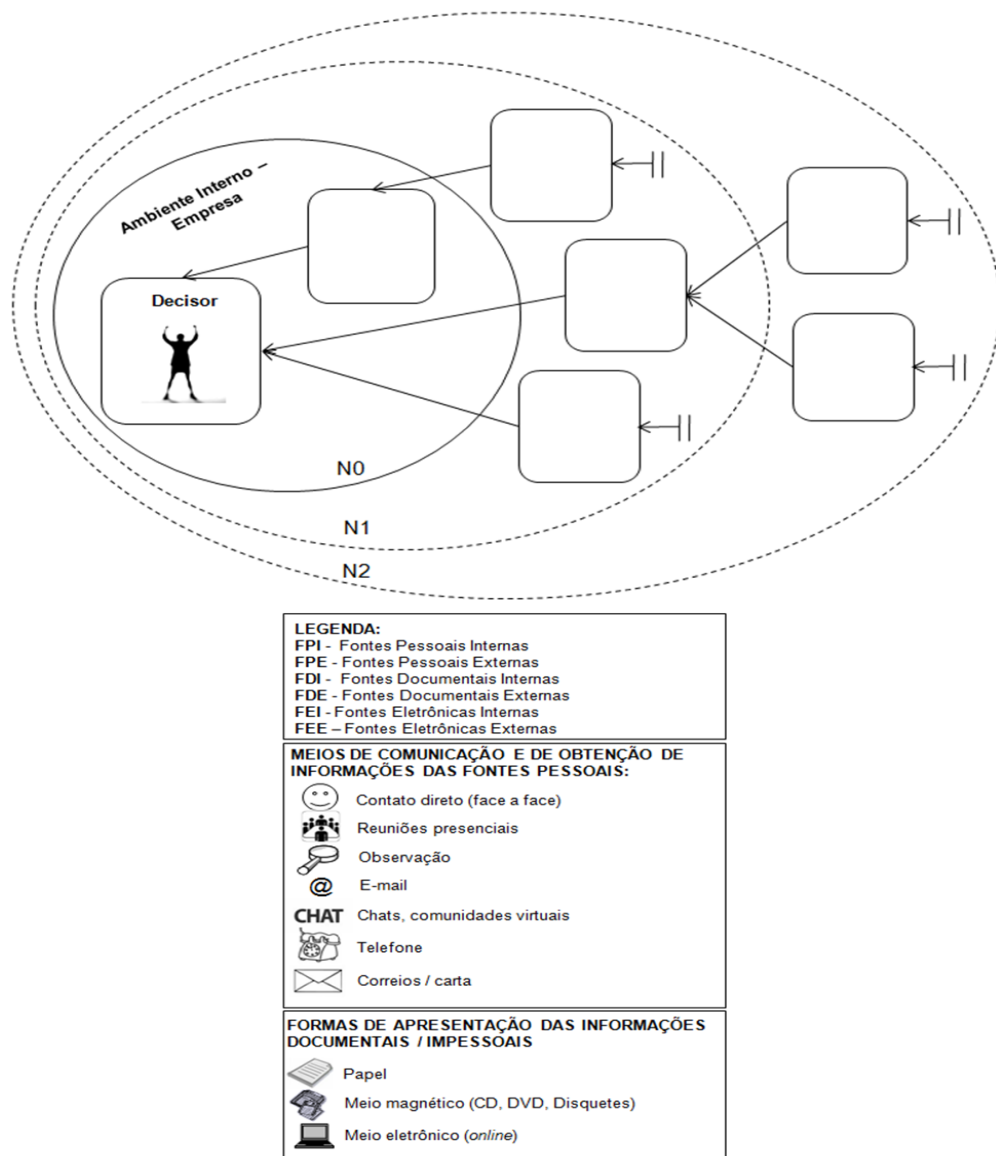 Ambiente Interno –
Empresa
Decisor
N0
N1
N2
LEGENDA:
FPI - Fontes Pessoais Internas
FPE - Fontes Pessoais Externas
FDI - Fontes Documentais Internas
FDE - Fontes Documentais Externas
FEI - Fontes Eletrônicas Internas
FEE – Fontes Eletrônicas Externas
MEIOS DE COMUNICAÇÃO E DE OBTENÇÃO DE
INFORMAÇÕES DAS FONTES PESSOAIS:
Contato direto (face a face)
Reuniões presenciais
Observação
@ E-mail
CHAT Chats, comunidades virtuais
Telefone
Correios / carta
FORMAS DE APRESENTAÇÃO DAS INFORMAÇÕES
DOCUMENTAIS / IMPESSOAIS
Papel
Meio magnético (CD, DVD, Disquetes)
Meio eletrônico (online)